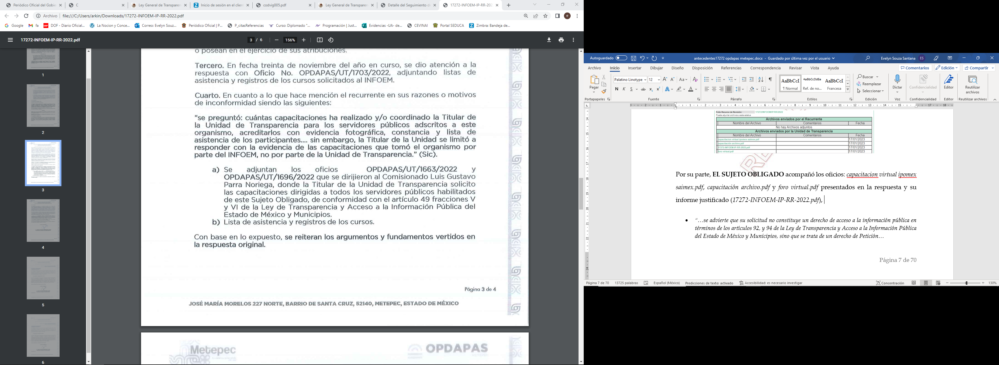 Periódico Oficial del Gobie
C
Ley General de Transparen
Inicio de sesión en el client
codvig005.pdf
Ley General de Transparen
Detalle del Seguimiento de
17272-INFOEM-IP-RR-202
Archivo | file:///C:/Users/arkin/Downloads/17272-INFOEM-IP-RR-2022.pdf
Google
fa
DOF - Diario Oficial...
La Nocion y Conce...
Correo: Evelyn Souz...
Periódico Oficial | P...
P_citasReferencias
Curso: Diplomado "...
Programación | Just...
Evidencias -UA- de...
CEVINAI
Portal SEDUCA
Zimbra: Bandeja de...
17272-INFOEM-IP-RR-2022.pdf
3 / 6
156%
1
2
3
4
5
6
o posean en el ejercicio de sus atribuciones.
Tercero. En fecha treinta de noviembre del año en curso, se dio atención a la
respuesta con Oficio No. OPDAPAS/UT/1703/2022, adjuntando listas de
asistencia y registros de los cursos solicitados al INFOEM.
Cuarto. En cuanto a lo que hace mención el recurrente en sus razones o motivos
de inconformidad siendo las siguientes:
"se preguntó: cuántas capacitaciones ha realizado y/o coordinado la Titular de
la Unidad de Transparencia para los servidores públicos adscritos a este
organismo, acreditarlos con evidencia fotográfica, constancia y lista de
asistencia de los participantes.... sin embargo, la Titular de la Unidad se limitó a
responder con la evidencia de las capacitaciones que tomó el organismo por
parte del INFOEM, no por parte de la Unidad de Transparencia." (Sic).
a) Se adjuntan los oficios OPDAPAS/UT/1663/2022 y
OPDAPAS/UT/1696/2022 que se dirijieron al Comisionado Luis Gustavo
Parra Noriega, donde la Titular de la Unidad de Transparencia solicito
las capacitaciones dirigidas a todos los servidores públicos habilitados
de este Sujeto Obligado, de conformidad con el artículo 49 fracciones V
y VI de la Ley de Transparencia y Acceso a la Información Pública del
Estado de México y Municipios.
b) Lista de asistencia y registros de los cursos.
Con base en lo expuesto, se reiteran los argumentos y fundamentos vertidos en
la respuesta original.
Página 3 de 4
JOSÉ MARÍA MORELOS 227 NORTE, BARRIO DE SANTA CRUZ, 52140, METEPEC, ESTADO DE MÉXICO
Metepec
OPDAPAS
Autoguardado
antecedentes17272 opdapas metepec.docx - Guardado por última vez por el usuario
Evelyn Souza Santana ES
Archivo Inicio Insertar Dibujar Diseño Disposición Referencias Correspondencia Revisar Vista Ayuda
Comentarios Edición Compartir
Pegar
Palatino Linotype 12
N K S ab x₂ x²
AaBbCcI AaBbCcDdEe AaBbCcI
¶ Normal Ref. de no... Francesa
Buscar
Reemplazar
Seleccionar
Dictar
Confidencialidad
Editor
Reutilizar
archivos
Portapapeles Fuente Párrafo Estilos Edición Voz Confidencialidad Editor Reutilizar archivos
Folio Recurso de Revisión: 17272/INFOEM/IP/RR/2022
Puede adjuntar archivos a este estatus
Archivos enviados por el Recurrente
Nombre del Archivo Comentarios Fecha
No hay Archivos adjuntos
Archivos enviados por la Unidad de Transparencia
Nombre del Archivo Comentarios Fecha
capacitacion virtual ipomex saimex.pdf 17/01/2023
capacitación archivo.pdf 17/01/2023
17272-INFOEM-IP-RR-2022.pdf 17/01/2023
foro virtual.pdf 17/01/2023
Por su parte, EL SUJETO OBLIGADO acompañó los oficios: capacitacion virtual ipomex
saimex.pdf, capacitación archivo.pdf y foro virtual.pdf presentados en la respuesta y su
informe justificado (17272-INFOEM-IP-RR-2022.pdf),
• "…se advierte que su solicitud no constituye un derecho de acceso a la información pública en
términos de los artículos 92, y 94 de la Ley de Transparencia y Acceso a la Información Pública
del Estado de México y Municipios, sino que se trata de un derecho de Petición…
Página 7 de 70
Página 7 de 70 13725 palabras Español (México) Predicciones de texto: activado Accesibilidad: es necesario investigar
Concentración
130%